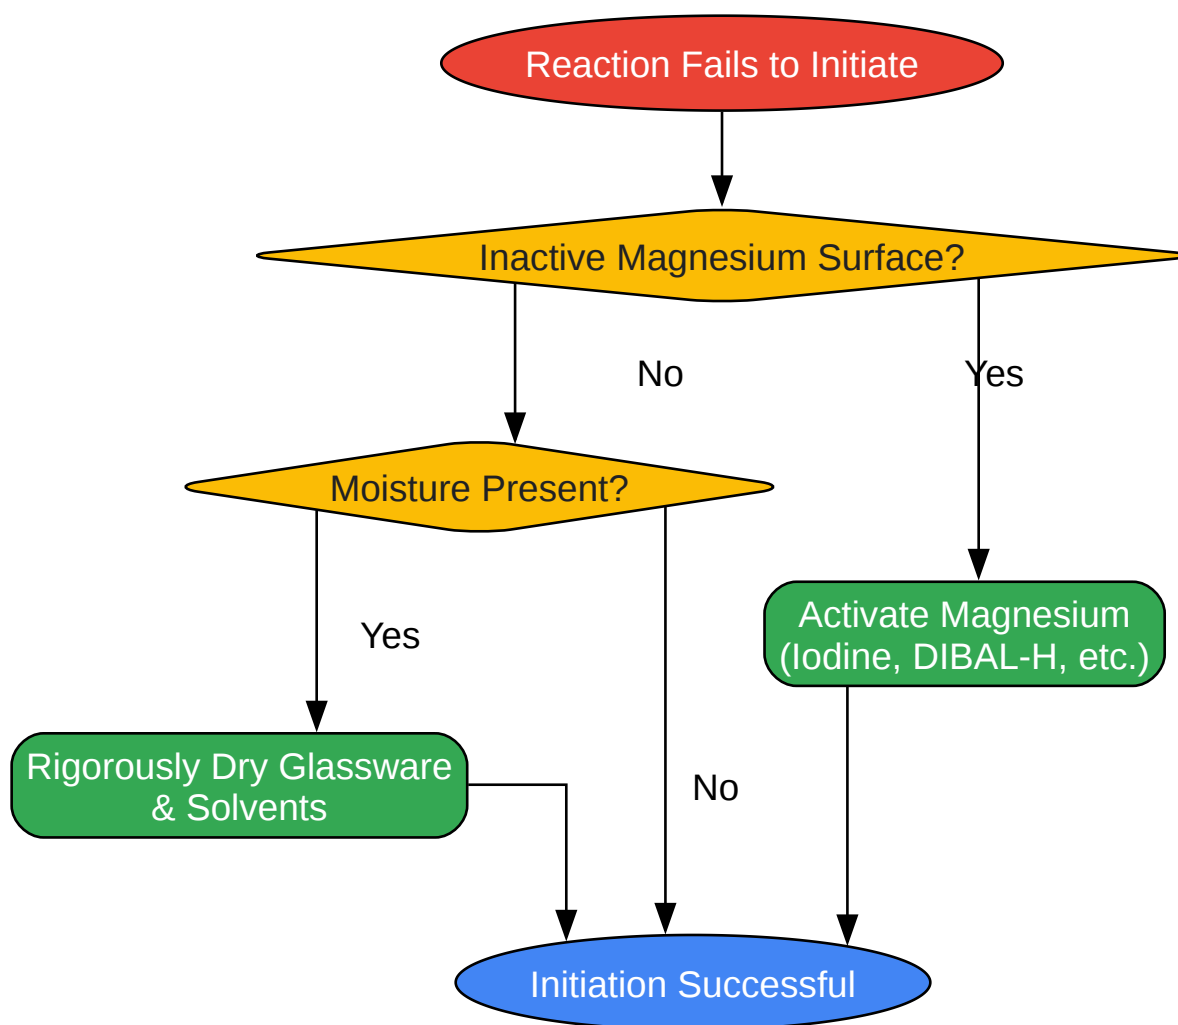 Reaction Fails to Initiate
Inactive Magnesium Surface?
No
Yes
Moisture Present?
Activate Magnesium
(Iodine, DIBAL-H, etc.)
Yes
Rigorously Dry Glassware
& Solvents
No
Initiation Successful